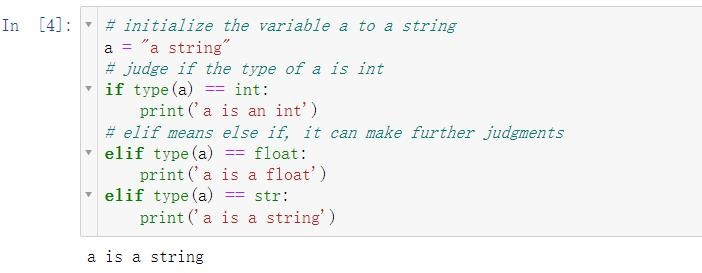 In [4]: # initialize the variable a to a string
a = "a string"
# judge if the type of a is int
if type(a) == int:
    print('a is an int')
# elif means else if, it can make further judgments
elif type(a) == float:
    print('a is a float')
elif type(a) == str:
    print('a is a string')
a is a string